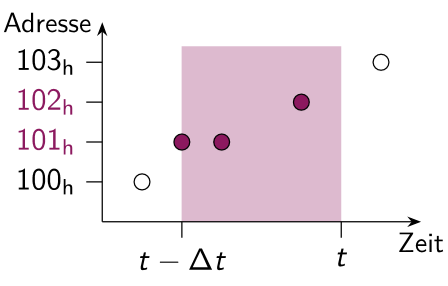 Adresse
103h
102h
101h
100h
t − Δt
t
Zeit